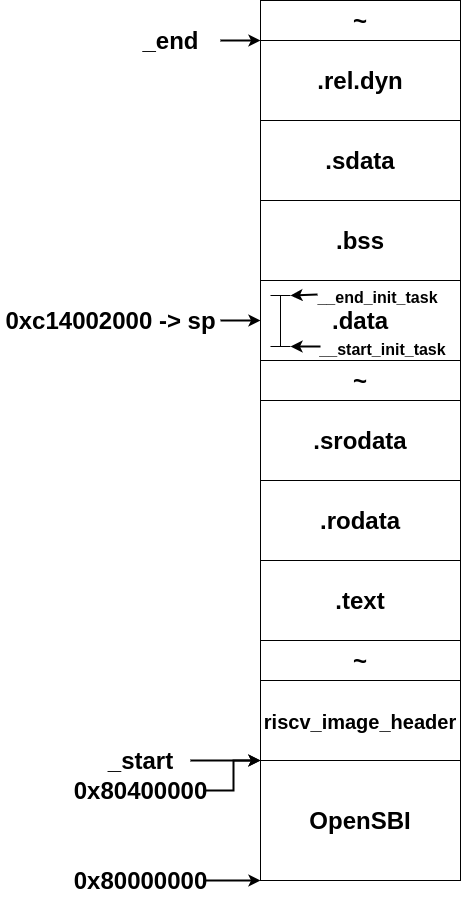 ~
_end
.rel.dyn
.sdata
.bss
__end_init_task
0xc14002000 -> sp
.data
__start_init_task
~
.srodata
.rodata
.text
~
riscv_image_header
_start
0x80400000
OpenSBI
0x80000000